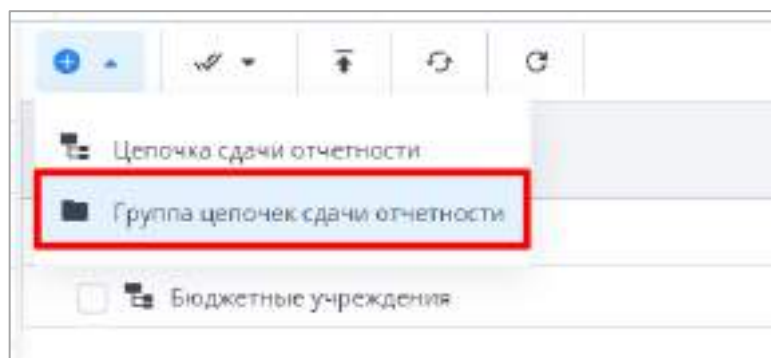 Цепочка сдачи отчетности
Группа цепочек сдачи отчетности
Бюджетные учреждения